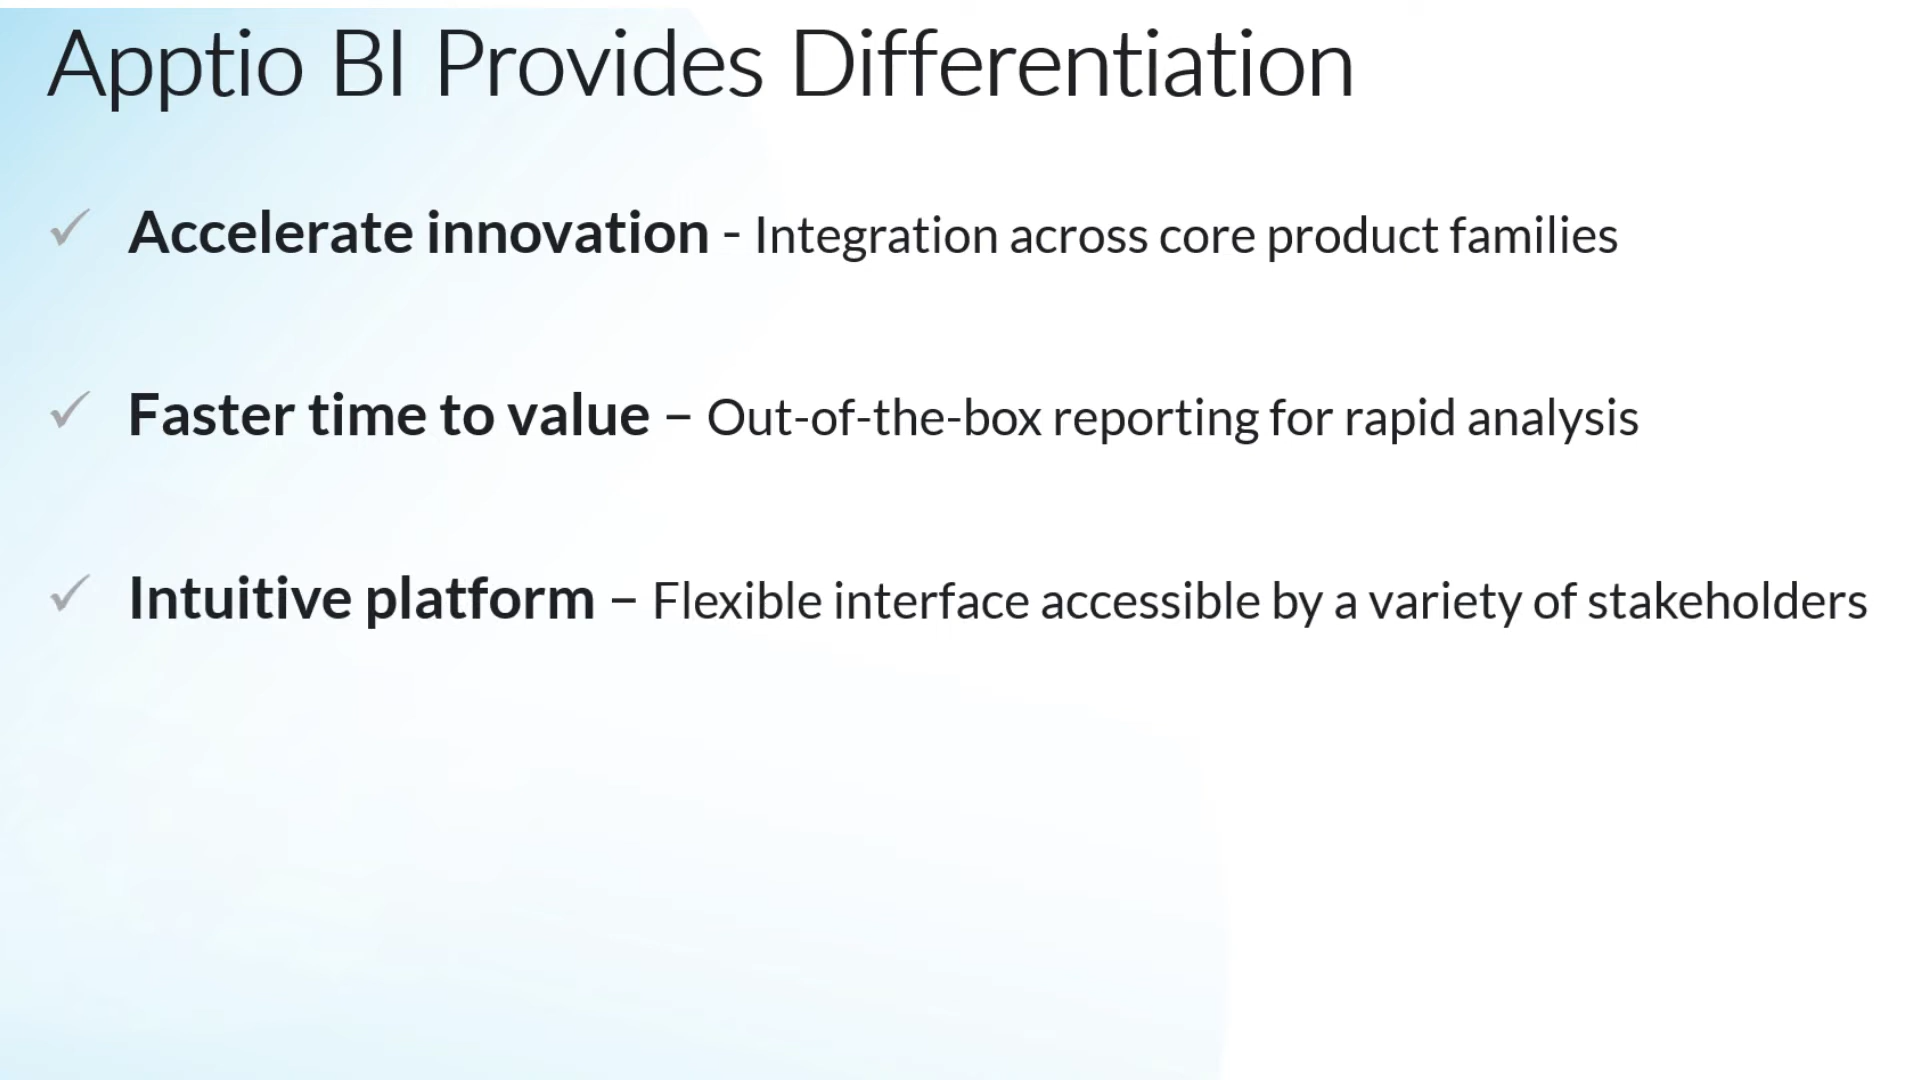 Apptio BI Provides Differentiation
✓ Accelerate innovation - Integration across core product families
✓ Faster time to value – Out-of-the-box reporting for rapid analysis
✓ Intuitive platform – Flexible interface accessible by a variety of stakeholders